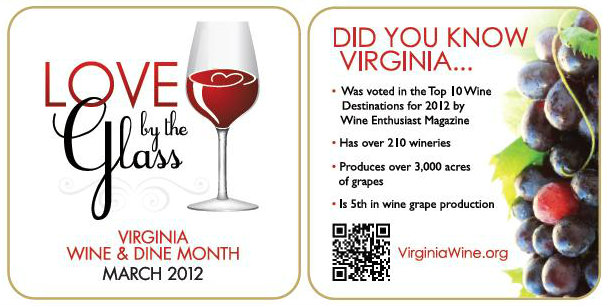 LOVE
by the
Glass
VIRGINIA
WINE & DINE MONTH
MARCH 2012
DID YOU KNOW
VIRGINIA...
• Was voted in the Top 10 Wine
Destinations for 2012 by
Wine Enthusiast Magazine
• Has over 210 wineries
• Produces over 3,000 acres
of grapes
• Is 5th in wine grape production
VirginiaWine.org